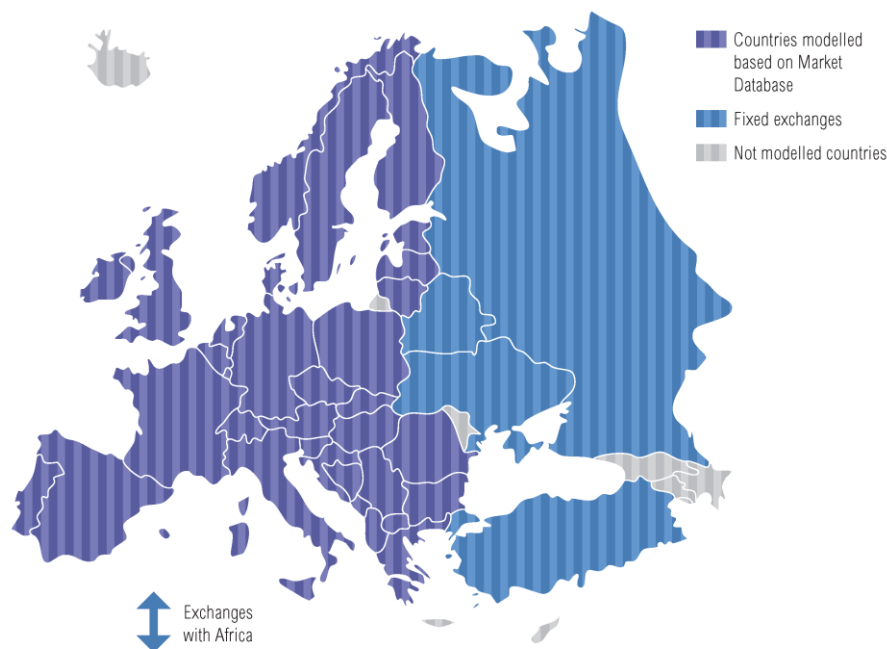 Countries modelled
based on Market
Database
Fixed exchanges
Not modelled countries
Exchanges
with Africa